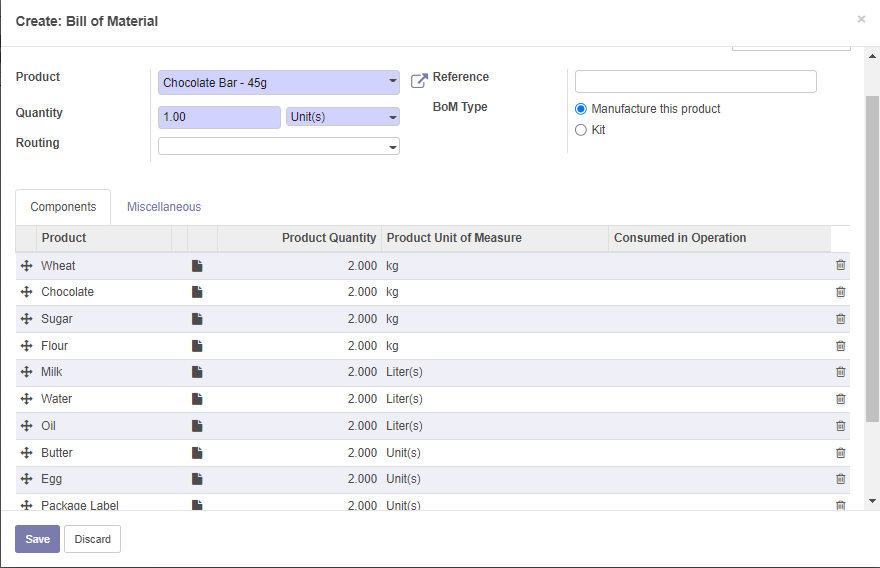 Create: Bill of Material ×
Product Chocolate Bar - 45g Reference
Quantity 1.00 Unit(s) BoM Type Manufacture this product
Kit
Routing
Components Miscellaneous
Product Product Quantity Product Unit of Measure Consumed in Operation
Wheat 2.000 kg
Chocolate 2.000 kg
Sugar 2.000 kg
Flour 2.000 kg
Milk 2.000 Liter(s)
Water 2.000 Liter(s)
Oil 2.000 Liter(s)
Butter 2.000 Unit(s)
Egg 2.000 Unit(s)
Package Label 2.000 Unit(s)
Save Discard